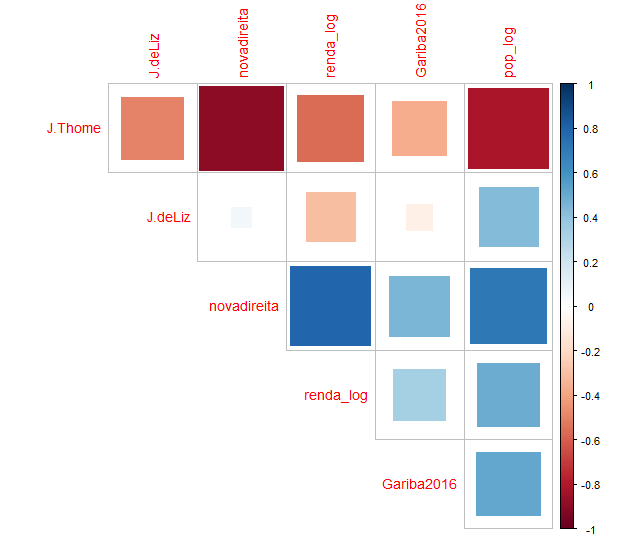 J.deLiz
novadireita
renda_log
Gariba2016
pop_log
J.Thome
J.deLiz
novadireita
renda_log
Gariba2016
1
0.8
0.6
0.4
0.2
0
-0.2
-0.4
-0.6
-0.8
-1